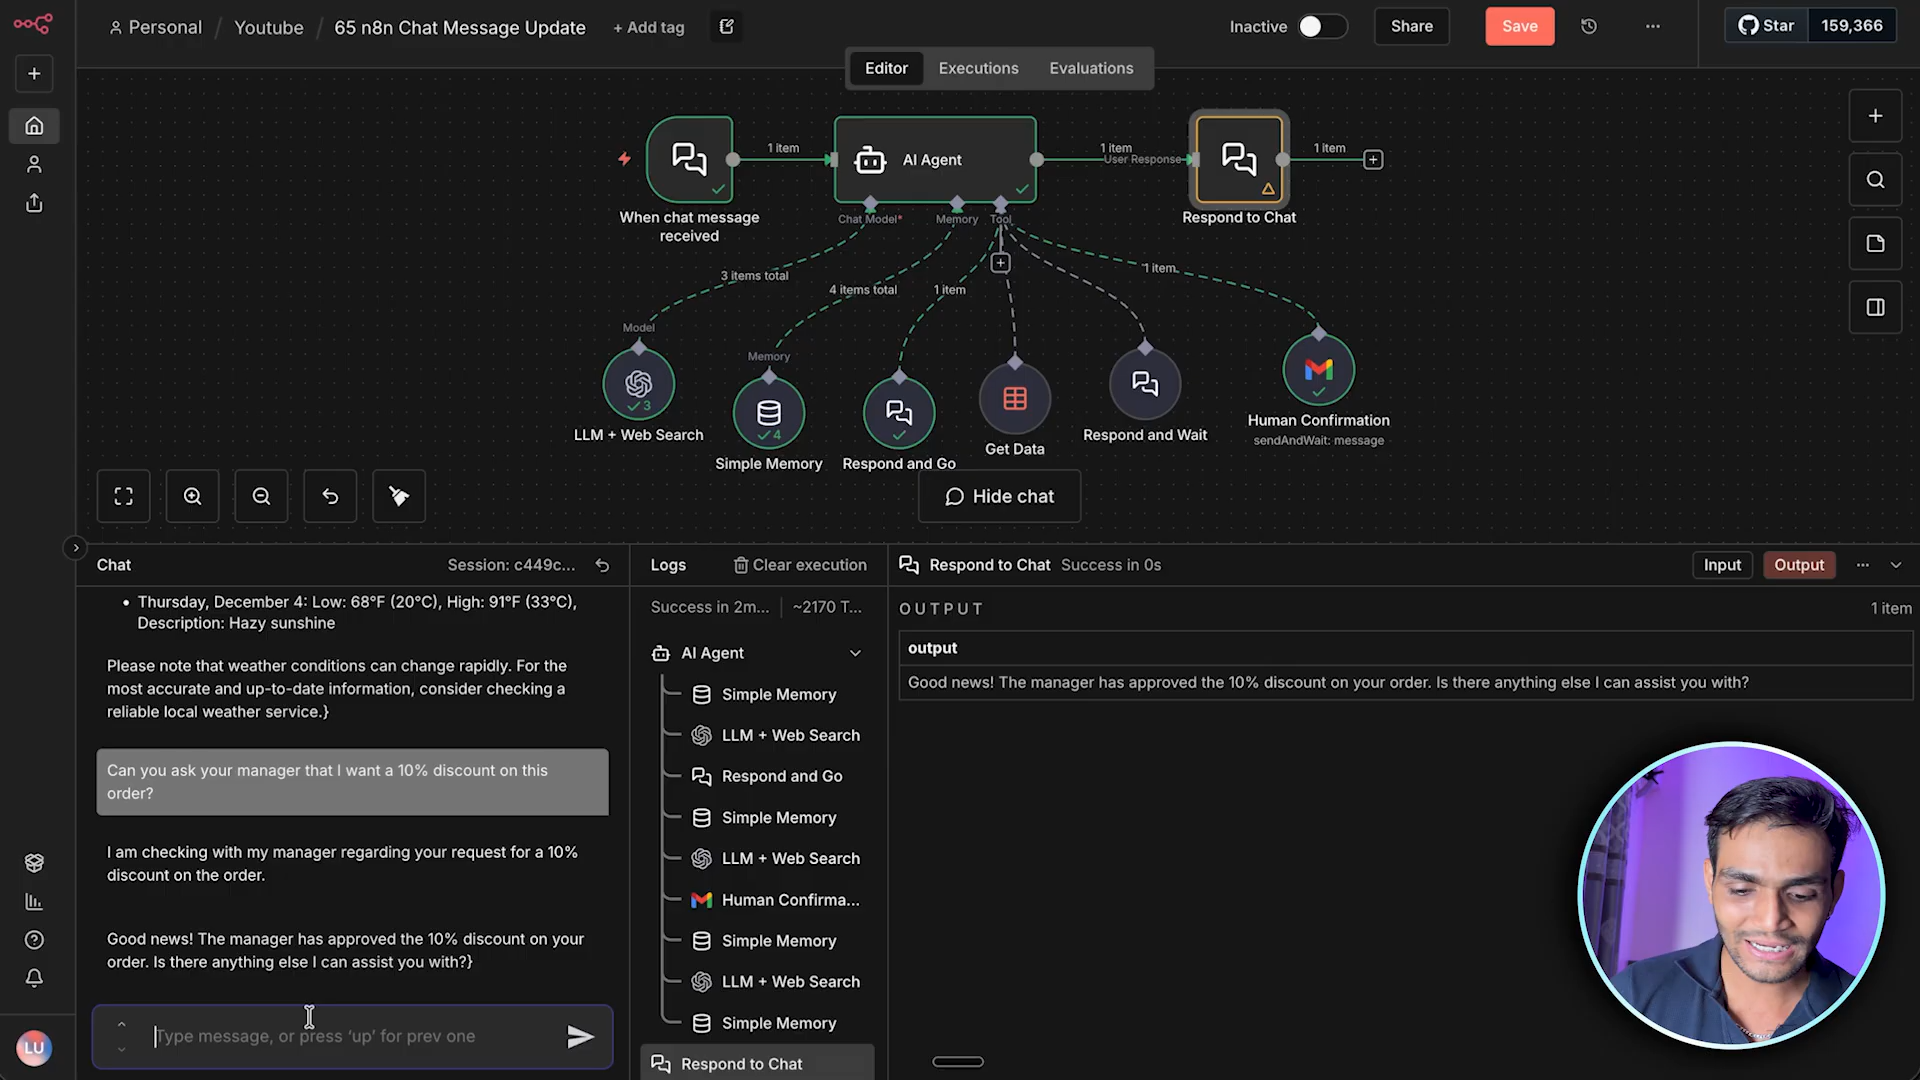 Personal / Youtube / 65 n8n Chat Message Update + Add tag
Inactive
Share
Save
Star 159,366
Editor Executions Evaluations
1 item
AI Agent
1 item
User Response
1 item
When chat message
received
Chat Model*
Memory
Tool
Respond to Chat
3 items total
4 items total
1 item
1 item
Model
Memory
LLM + Web Search
3
Simple Memory
4
Respond and Go
Get Data
Respond and Wait
Human Confirmation
sendAndWait: message
Hide chat
Chat
Session: c449c...
• Thursday, December 4: Low: 68°F (20°C), High: 91°F (33°C),
Description: Hazy sunshine
Please note that weather conditions can change rapidly. For the
most accurate and up-to-date information, consider checking a
reliable local weather service.}
Can you ask your manager that I want a 10% discount on this
order?
I am checking with my manager regarding your request for a 10%
discount on the order.
Good news! The manager has approved the 10% discount on your
order. Is there anything else I can assist you with?}
Type message, or press ‘up’ for prev one
LU
Logs
Clear execution
Success in 2m... ~2170 T...
AI Agent
Simple Memory
LLM + Web Search
Respond and Go
Simple Memory
LLM + Web Search
Human Confirma...
Simple Memory
LLM + Web Search
Simple Memory
Respond to Chat
Respond to Chat Success in 0s
Input Output
OUTPUT
1 item
output
Good news! The manager has approved the 10% discount on your order. Is there anything else I can assist you with?